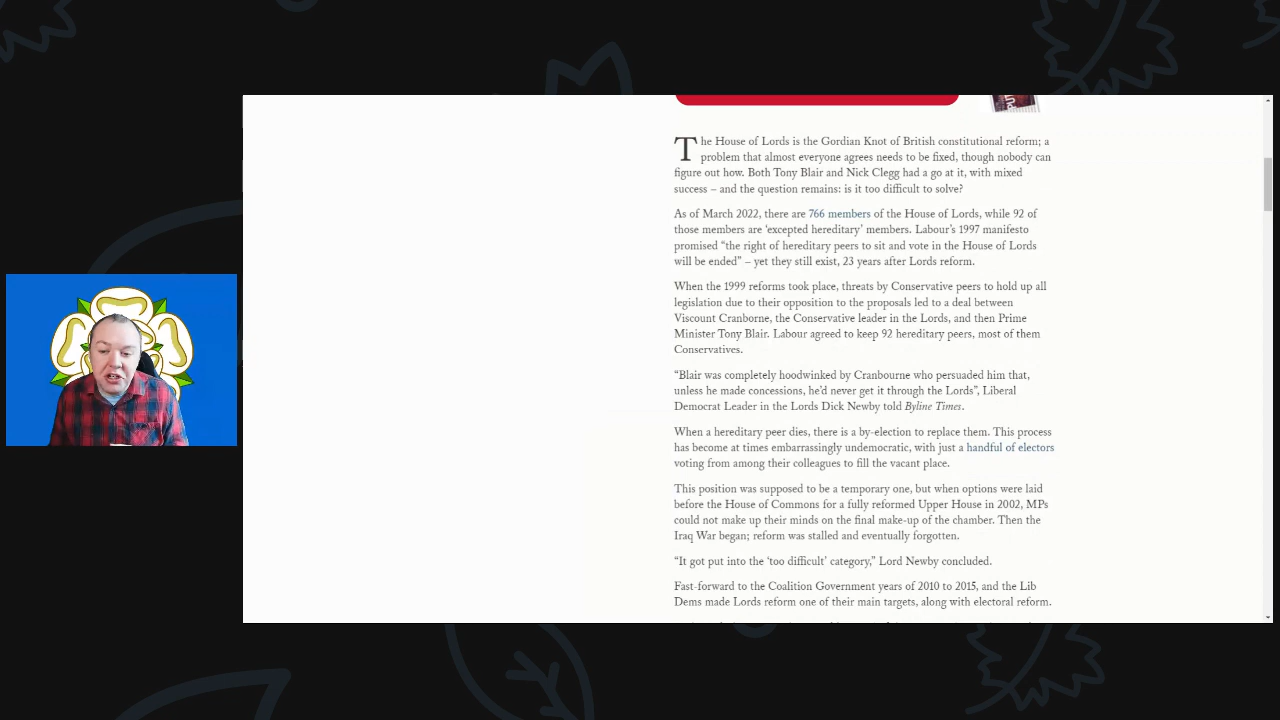 The House of Lords is the Gordian Knot of British constitutional reform; a
problem that almost everyone agrees needs to be fixed, though nobody can
figure out how. Both Tony Blair and Nick Clegg had a go at it, with mixed
success – and the question remains: is it too difficult to solve?
As of March 2022, there are 766 members of the House of Lords, while 92 of
those members are ‘excepted hereditary’ members. Labour’s 1997 manifesto
promised “the right of hereditary peers to sit and vote in the House of Lords
will be ended” – yet they still exist, 23 years after Lords reform.
When the 1999 reforms took place, threats by Conservative peers to hold up all
legislation due to their opposition to the proposals led to a deal between
Viscount Cranborne, the Conservative leader in the Lords, and then Prime
Minister Tony Blair. Labour agreed to keep 92 hereditary peers, most of them
Conservatives.
“Blair was completely hoodwinked by Cranbourne who persuaded him that,
unless he made concessions, he’d never get it through the Lords”, Liberal
Democrat Leader in the Lords Dick Newby told Byline Times.
When a hereditary peer dies, there is a by-election to replace them. This process
has become at times embarrassingly undemocratic, with just a handful of electors
voting from among their colleagues to fill the vacant place.
This position was supposed to be a temporary one, but when options were laid
before the House of Commons for a fully reformed Upper House in 2002, MPs
could not make up their minds on the final make-up of the chamber. Then the
Iraq War began; reform was stalled and eventually forgotten.
“It got put into the ‘too difficult’ category,” Lord Newby concluded.
Fast-forward to the Coalition Government years of 2010 to 2015, and the Lib
Dems made Lords reform one of their main targets, along with electoral reform.